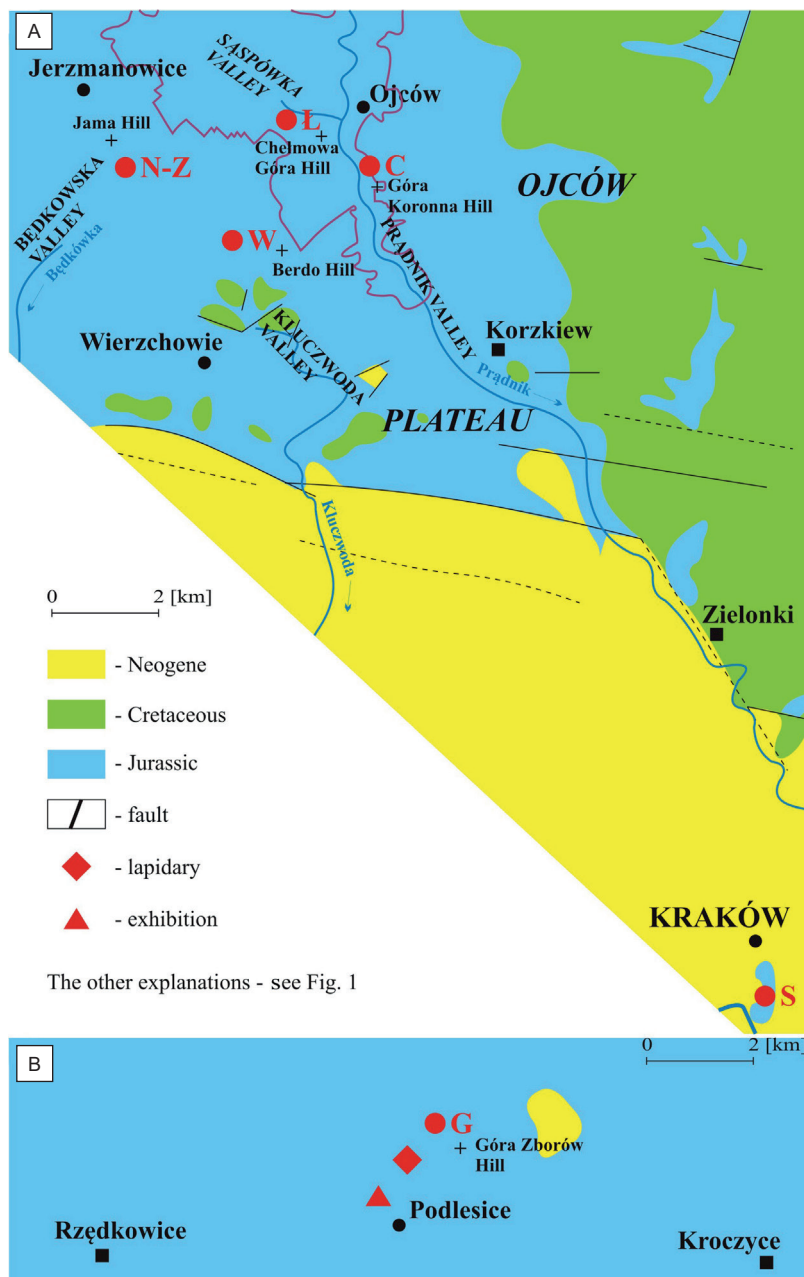 A
Jerzmanowice
SĄSPÓWKA
VALLEY
Ojców
Jama Hill
Ł
Chełmowa
Góra Hill
C
N-Z
Góra
Koronna Hill
OJCÓW
BĘDKOWSKA
VALLEY
Będkówka
W
Berdo Hill
PRĄDNIK VALLEY
KLUCZWODA
VALLEY
Wierzchowie
Korzkiew
Prądnik
PLATEAU
Kluczwoda
0 2 [km]
Zielonki
- Neogene
- Cretaceous
- Jurassic
- fault
- lapidary
- exhibition
The other explanations - see Fig. 1
KRAKÓW
S
B
0 2 [km]
G
Góra Zborów
Hill
Podlesice
Rzędkowice
Kroczyce